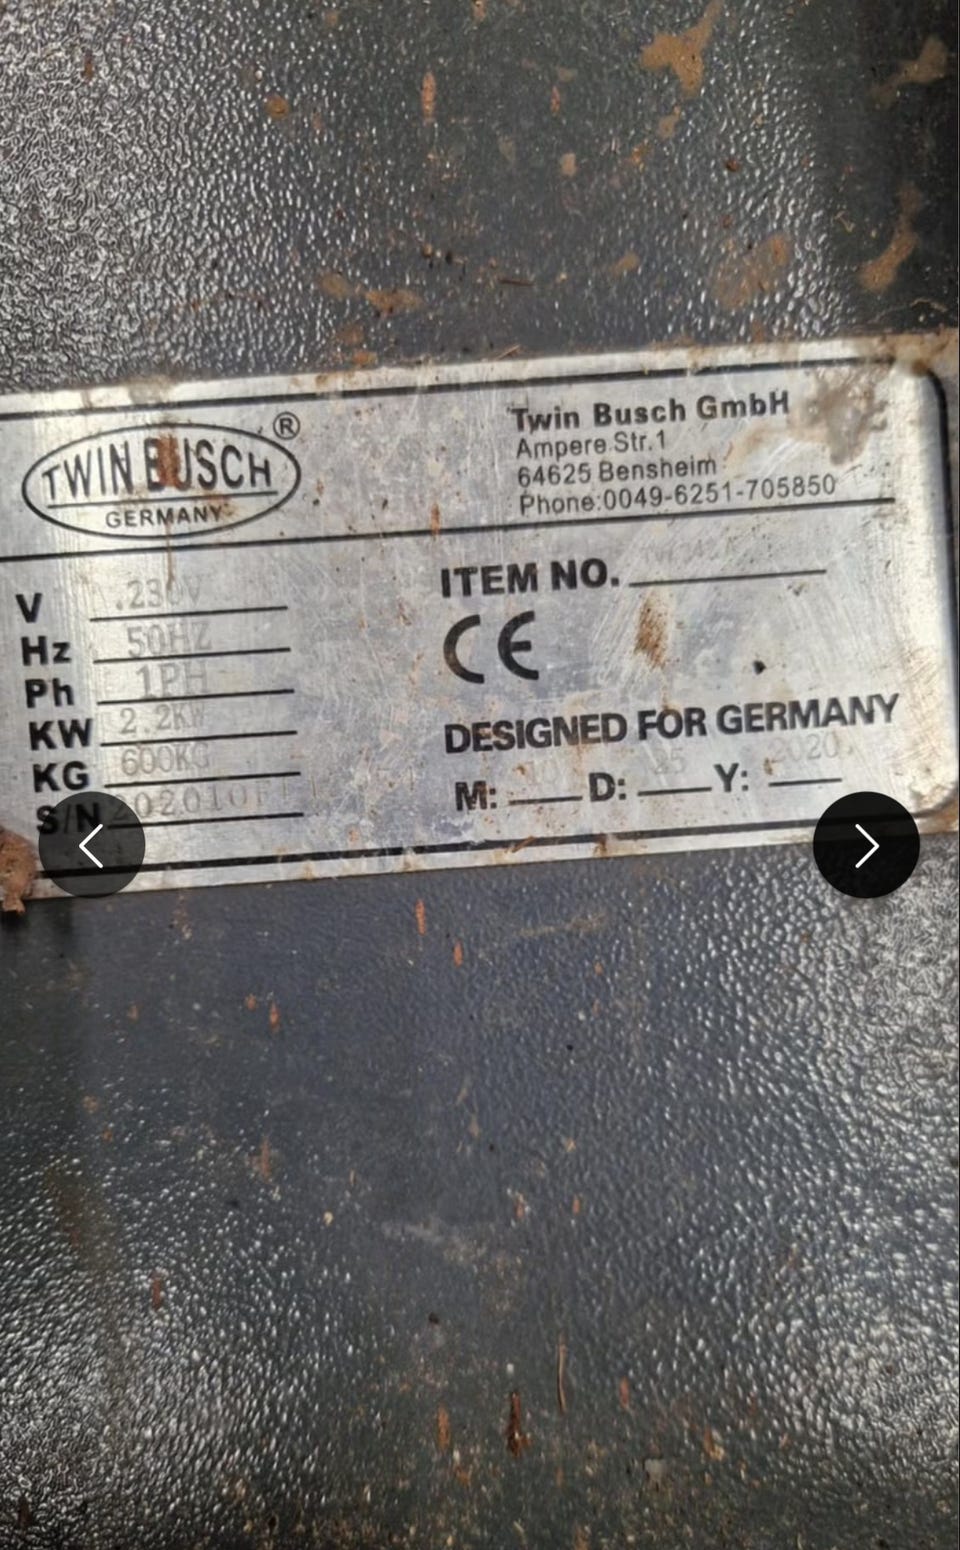 TWIN BUSCH ®
GERMANY
Twin Busch GmbH
Ampere Str.1
64625 Bensheim
Phone:0049-6251-705850
V 230V
Hz 50HZ
Ph 1PH
KW 2.2KW
KG 600KG
S/N
ITEM NO.
CE
DESIGNED FOR GERMANY
M: D: Y: 2020